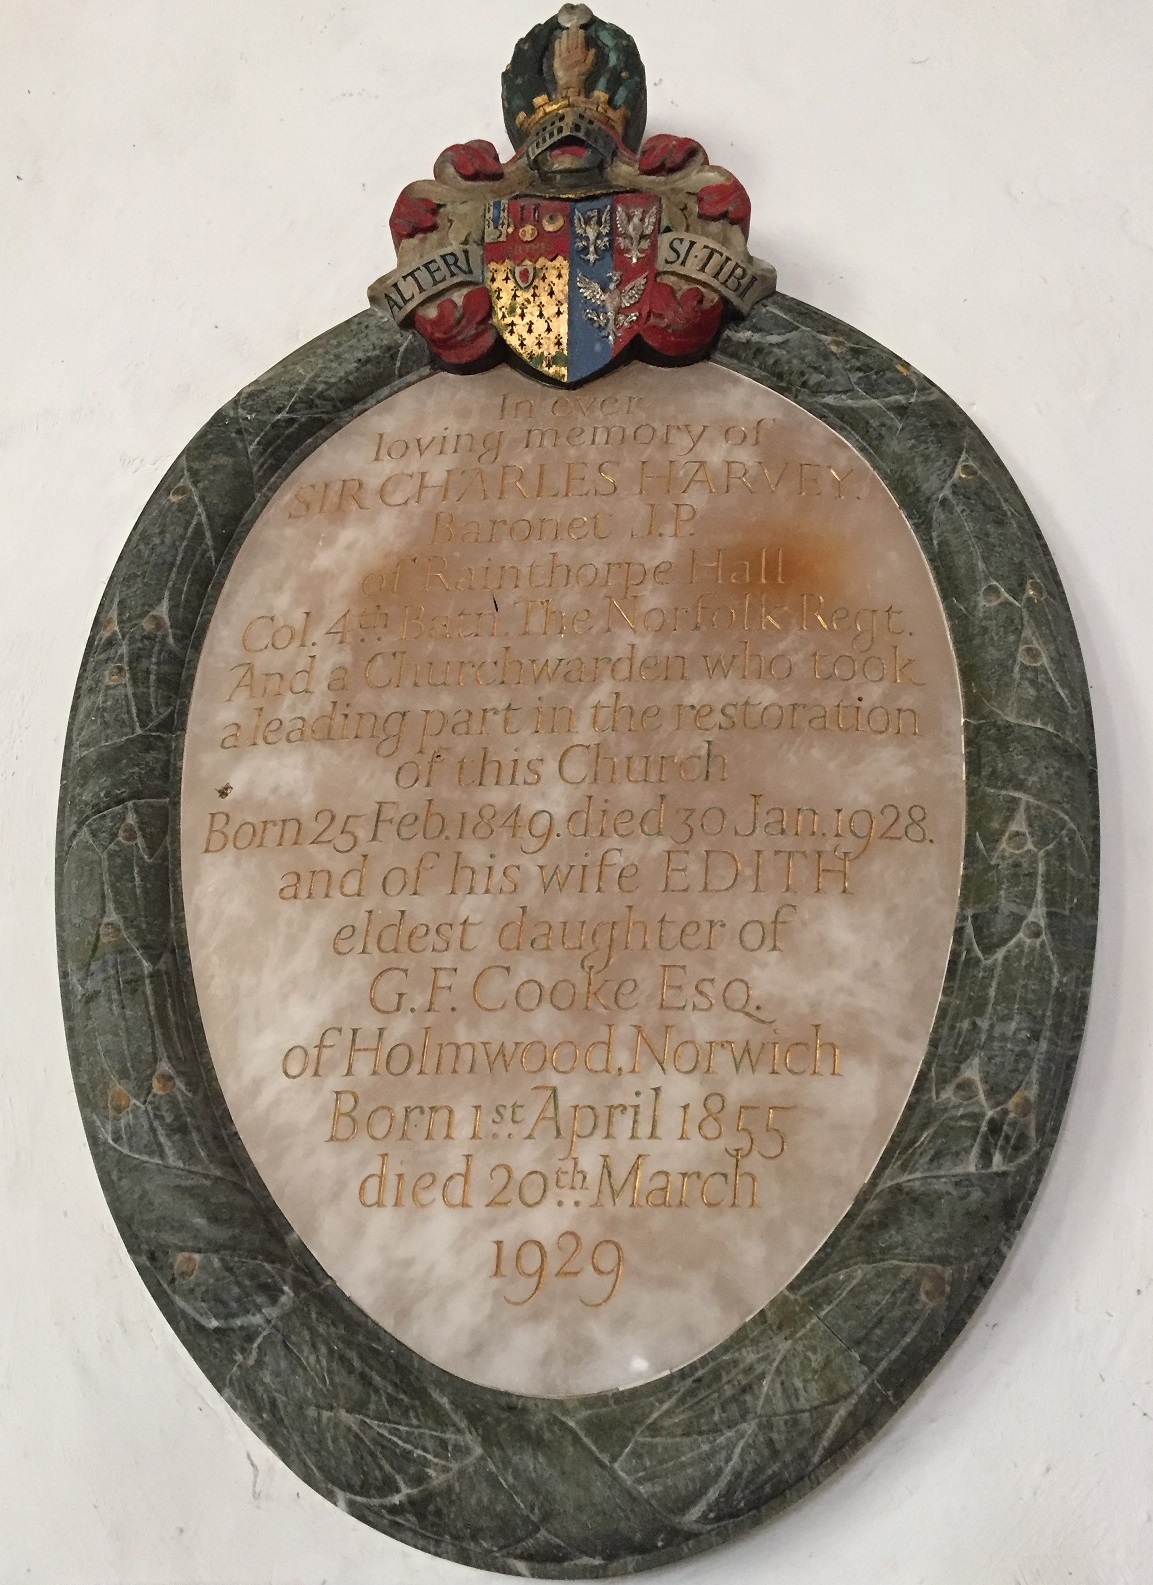 ALTERI SI·TIBI
In ever
loving memory of
SIR CHARLES HARVEY.
Baronet J.P.
of Rainthorpe Hall
Col. 4th Batn. The Norfolk Regt.
And a Churchwarden who took
a leading part in the restoration
of this Church
Born 25 Feb. 1849. died 30 Jan. 1928.
and of his wife EDITH
eldest daughter of
G.F. Cooke Esq.
of Holmwood, Norwich
Born 1st April 1855
died 20th March
1929